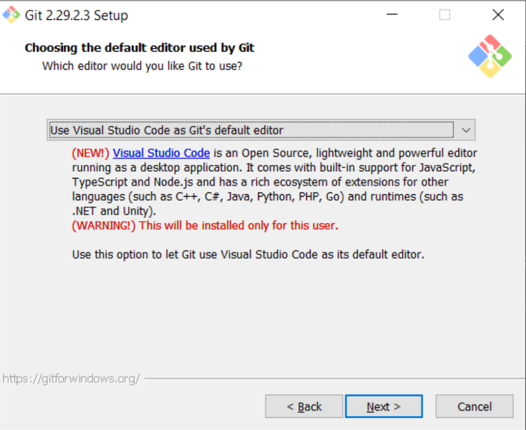 Git 2.29.2.3 Setup
Choosing the default editor used by Git
Which editor would you like Git to use?
Use Visual Studio Code as Git's default editor
(NEW!) Visual Studio Code is an Open Source, lightweight and powerful editor
running as a desktop application. It comes with built-in support for JavaScript,
TypeScript and Node.js and has a rich ecosystem of extensions for other
languages (such as C++, C#, Java, Python, PHP, Go) and runtimes (such as
.NET and Unity).
(WARNING!) This will be installed only for this user.
Use this option to let Git use Visual Studio Code as its default editor.
https://gitforwindows.org/
< Back
Next >
Cancel